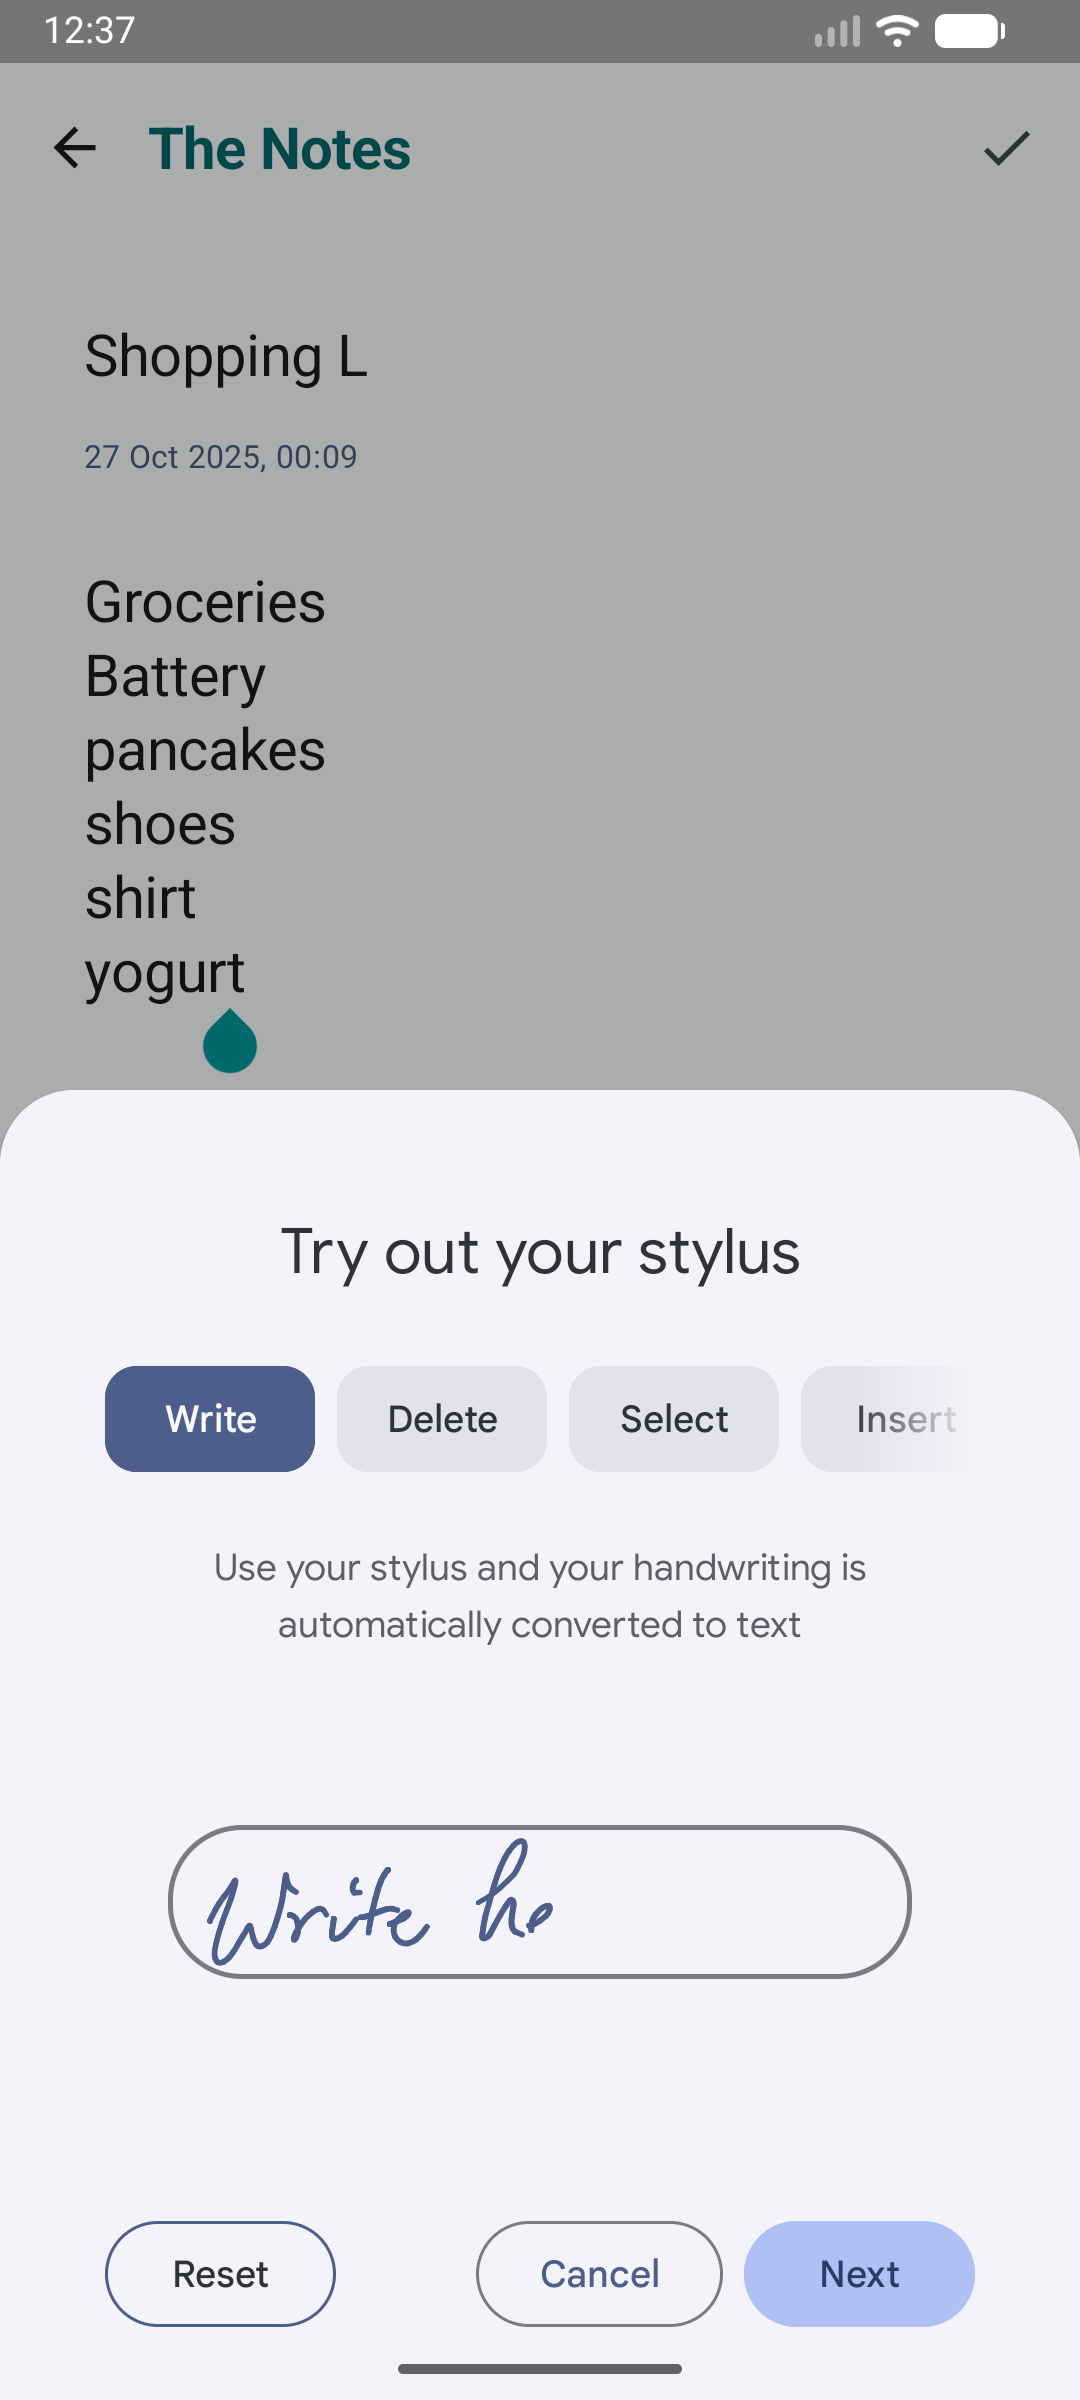 12:37
The Notes
Shopping L
27 Oct 2025, 00:09
Groceries
Battery
pancakes
shoes
shirt
yogurt
Try out your stylus
Write Delete Select Insert
Use your stylus and your handwriting is
automatically converted to text
Write he
Reset Cancel Next